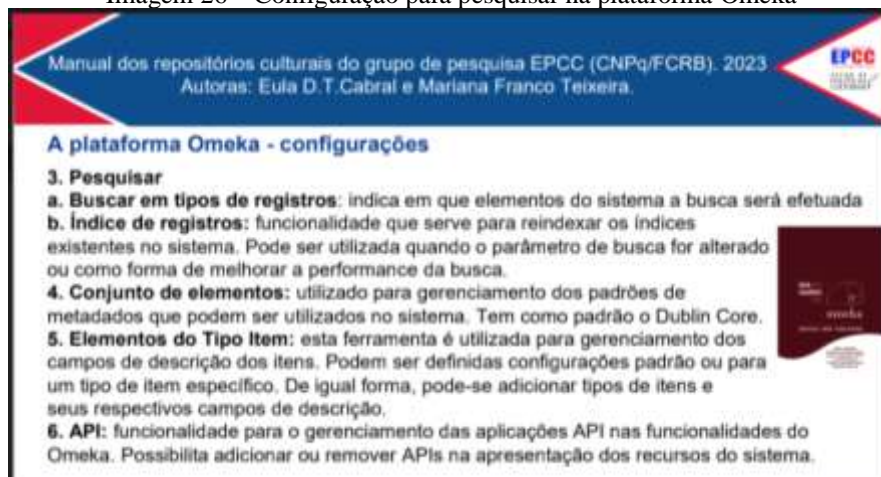 Imagem 26 – Configuração para pesquisar na plataforma Omeka
Manual dos repositórios culturais do grupo de pesquisa EPCC (CNPq/FCRB). 2023
Autoras: Eula D.T.Cabral e Mariana Franco Teixeira.
EPCC
A plataforma Omeka - configurações
3. Pesquisar
a. Buscar em tipos de registros: indica em que elementos do sistema a busca será efetuada
b. Índice de registros: funcionalidade que serve para reindexar os índices
existentes no sistema. Pode ser utilizada quando o parâmetro de busca for alterado
ou como forma de melhorar a performance da busca.
4. Conjunto de elementos: utilizado para gerenciamento dos padrões de
metadados que podem ser utilizados no sistema. Tem como padrão o Dublin Core.
5. Elementos do Tipo Item: esta ferramenta é utilizada para gerenciamento dos
campos de descrição dos itens. Podem ser definidas configurações padrão ou para
um tipo de item específico. De igual forma, pode-se adicionar tipos de itens e
seus respectivos campos de descrição.
6. API: funcionalidade para o gerenciamento das aplicações API nas funcionalidades do
Omeka. Possibilita adicionar ou remover APIs na apresentação dos recursos do sistema.
omeka